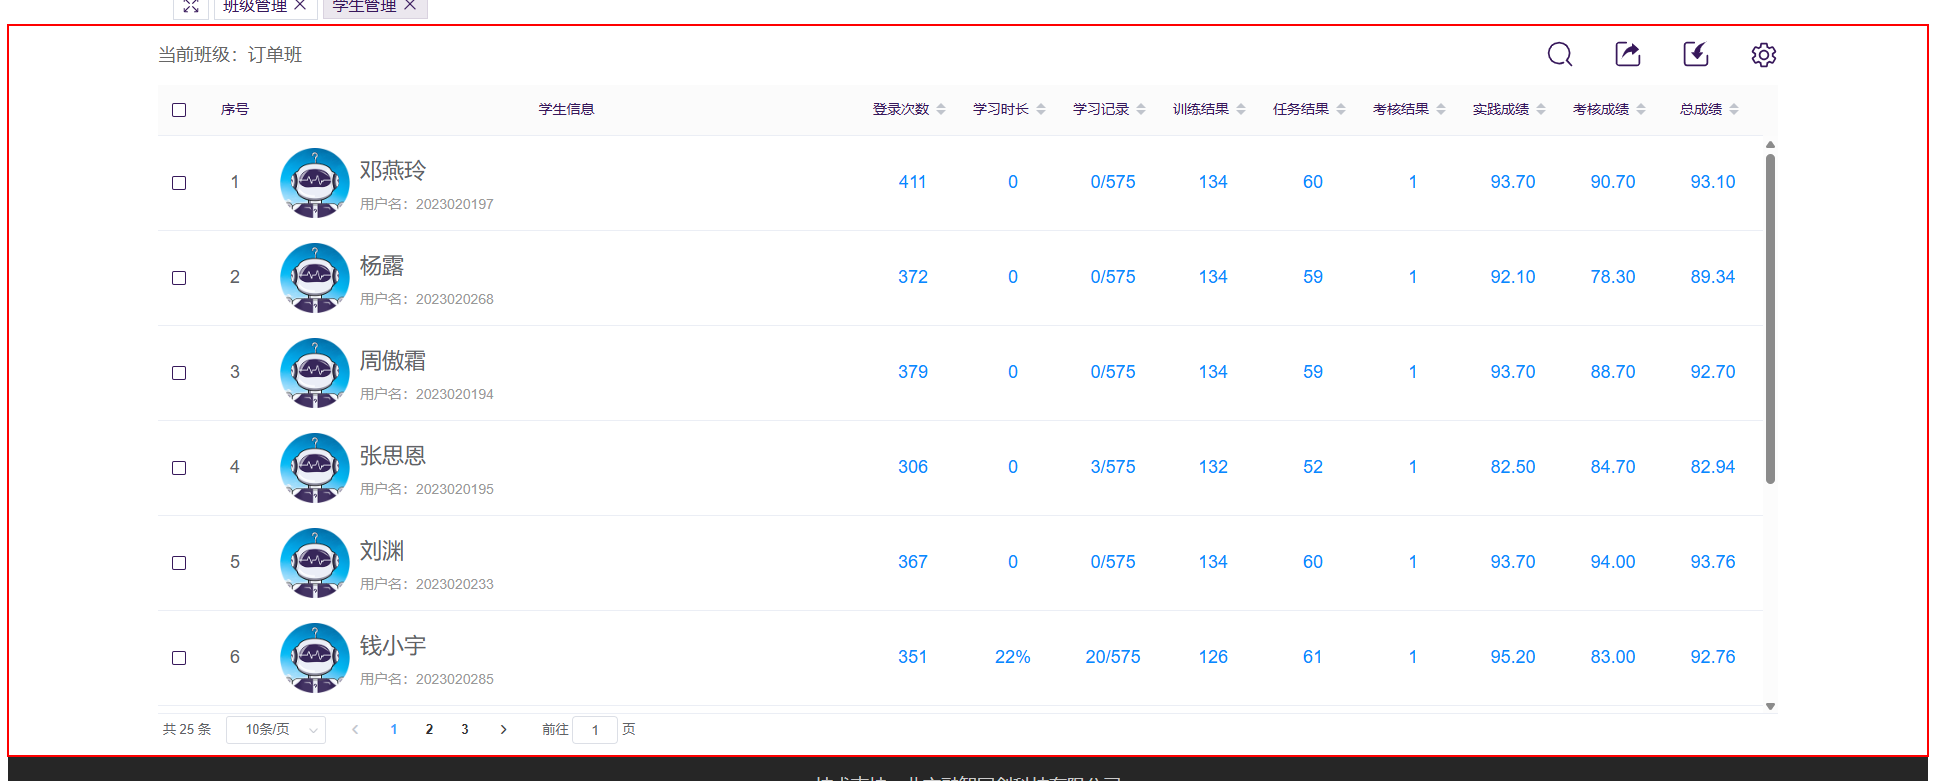 班级管理 学生管理
当前班级：订单班
序号 学生信息 登录次数 学习时长 学习记录 训练结果 任务结果 考核结果 实践成绩 考核成绩 总成绩
1 邓燕玲 411 0 0/575 134 60 1 93.70 90.70 93.10
用户名：2023020197
2 杨露 372 0 0/575 134 59 1 92.10 78.30 89.34
用户名：2023020268
3 周傲霜 379 0 0/575 134 59 1 93.70 88.70 92.70
用户名：2023020194
4 张思恩 306 0 3/575 132 52 1 82.50 84.70 82.94
用户名：2023020195
5 刘渊 367 0 0/575 134 60 1 93.70 94.00 93.76
用户名：2023020233
6 钱小宇 351 22% 20/575 126 61 1 95.20 83.00 92.76
用户名：2023020285
共 25 条 10条/页 1 2 3 前往 1 页